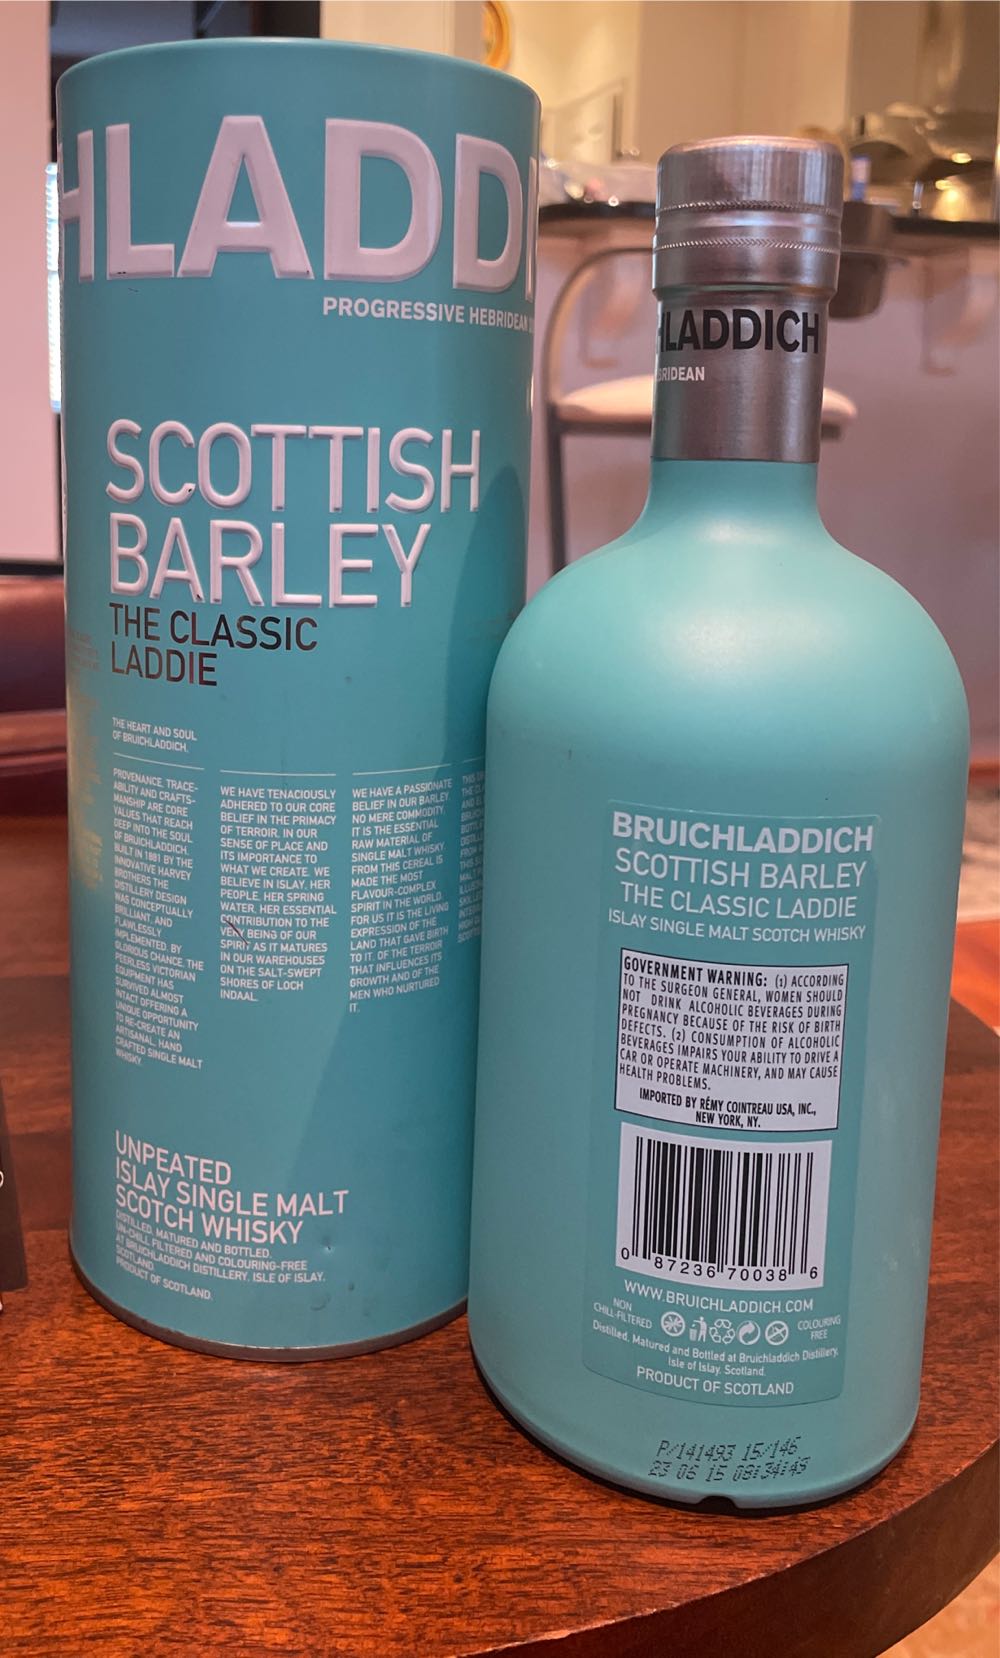 HLADDI
PROGRESSIVE HEBRIDEAN
SCOTTISH
BARLEY
THE CLASSIC
LADDIE
THE HEART AND SOUL
OF BRUICHLADDICH.
PROVENANCE, TRACE-
ABILITY AND CRAFTS-
MANSHIP ARE CORE
VALUES THAT REACH
DEEP INTO THE SOUL
OF BRUICHLADDICH.
BUILT IN 1881 BY THE
INNOVATIVE HARVEY
BROTHERS THE
DISTILLERY DESIGN
WAS CONCEPTUALLY
BRILLIANT, AND
FLAWLESSLY
IMPLEMENTED. BY
GLORIOUS CHANCE, THE
PEERLESS VICTORIAN
EQUIPMENT HAS
SURVIVED ALMOST
INTACT OFFERING A
UNIQUE OPPORTUNITY
TO RE-CREATE AN
ARTISANAL, HAND
CRAFTED SINGLE MALT
WHISKY.
WE HAVE TENACIOUSLY
ADHERED TO OUR CORE
BELIEF IN THE PRIMACY
OF TERROIR. IN OUR
SENSE OF PLACE AND
ITS IMPORTANCE TO
WHAT WE CREATE. WE
BELIEVE IN ISLAY. HER
PEOPLE. HER SPRING
WATER. HER ESSENTIAL
CONTRIBUTION TO THE
VERY BEING OF OUR
SPIRIT AS IT MATURES
IN OUR WAREHOUSES
ON THE SALT-SWEPT
SHORES OF LOCH
INDAAL.
WE HAVE A PASSIONATE
BELIEF IN OUR BARLEY.
NO MERE COMMODITY,
IT IS THE ESSENTIAL
RAW MATERIAL OF
SINGLE MALT WHISKY.
FROM THIS CEREAL IS
MADE THE MOST
FLAVOUR-COMPLEX
SPIRIT IN THE WORLD.
FOR US IT IS THE LIVING
EXPRESSION OF THE
LAND THAT GAVE BIRTH
TO IT. OF THE TERROIR
THAT INFLUENCES ITS
GROWTH AND OF THE
MEN WHO NURTURED
IT.
UNPEATED
ISLAY SINGLE MALT
SCOTCH WHISKY
DISTILLED, MATURED AND BOTTLED.
UN-CHILL FILTERED AND COLOURING-FREE
AT BRUICHLADDICH DISTILLERY, ISLE OF ISLAY.
SCOTLAND.
PRODUCT OF SCOTLAND.
HLADDICH
BRIDEAN
BRUICHLADDICH
SCOTTISH BARLEY
THE CLASSIC LADDIE
ISLAY SINGLE MALT SCOTCH WHISKY
GOVERNMENT WARNING: (1) ACCORDING
TO THE SURGEON GENERAL, WOMEN SHOULD
NOT DRINK ALCOHOLIC BEVERAGES DURING
PREGNANCY BECAUSE OF THE RISK OF BIRTH
DEFECTS. (2) CONSUMPTION OF ALCOHOLIC
BEVERAGES IMPAIRS YOUR ABILITY TO DRIVE A
CAR OR OPERATE MACHINERY, AND MAY CAUSE
HEALTH PROBLEMS.
IMPORTED BY RÉMY COINTREAU USA, INC.,
NEW YORK, NY.
0 87236 70038 6
WWW.BRUICHLADDICH.COM
NON
CHILL-FILTERED
COLOURING
FREE
Distilled, Matured and Bottled at Bruichladdich Distillery,
Isle of Islay, Scotland.
PRODUCT OF SCOTLAND
P/141493 15/146
23 06 15 08:34:43